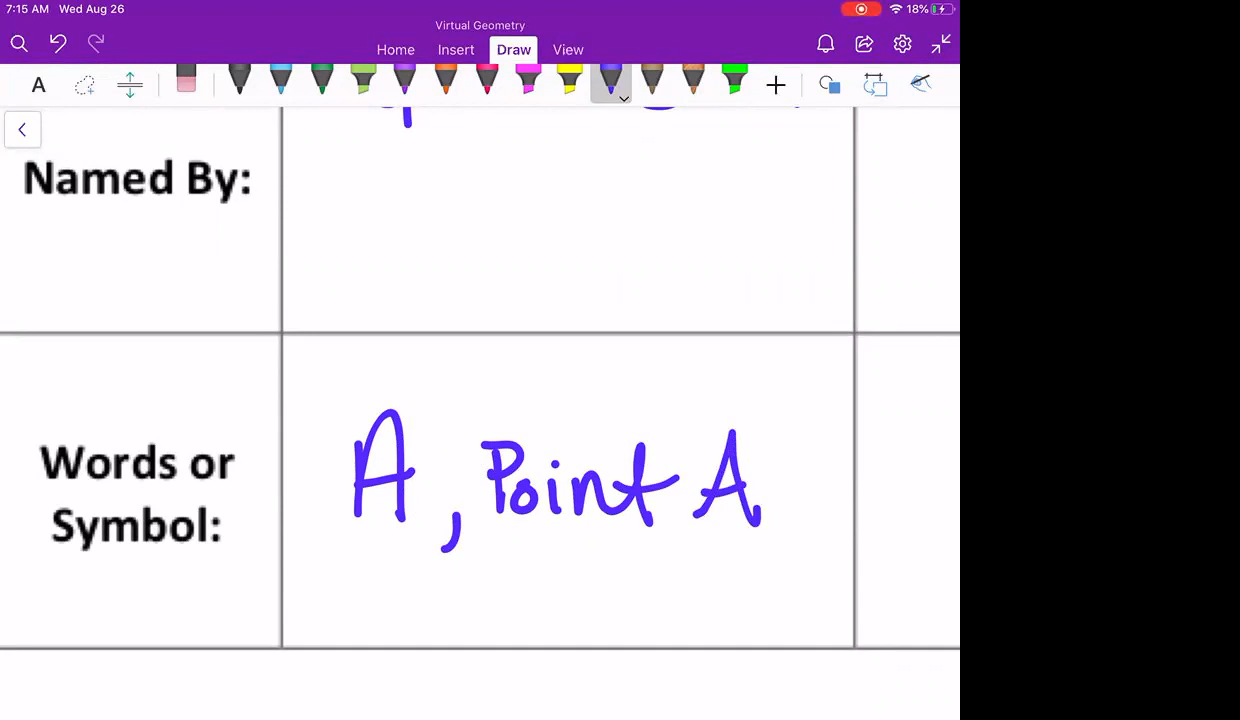 7:15 AM Wed Aug 26
18%
Virtual Geometry
Home Insert Draw View
A
Named By:
Words or
Symbol:
A, Point A